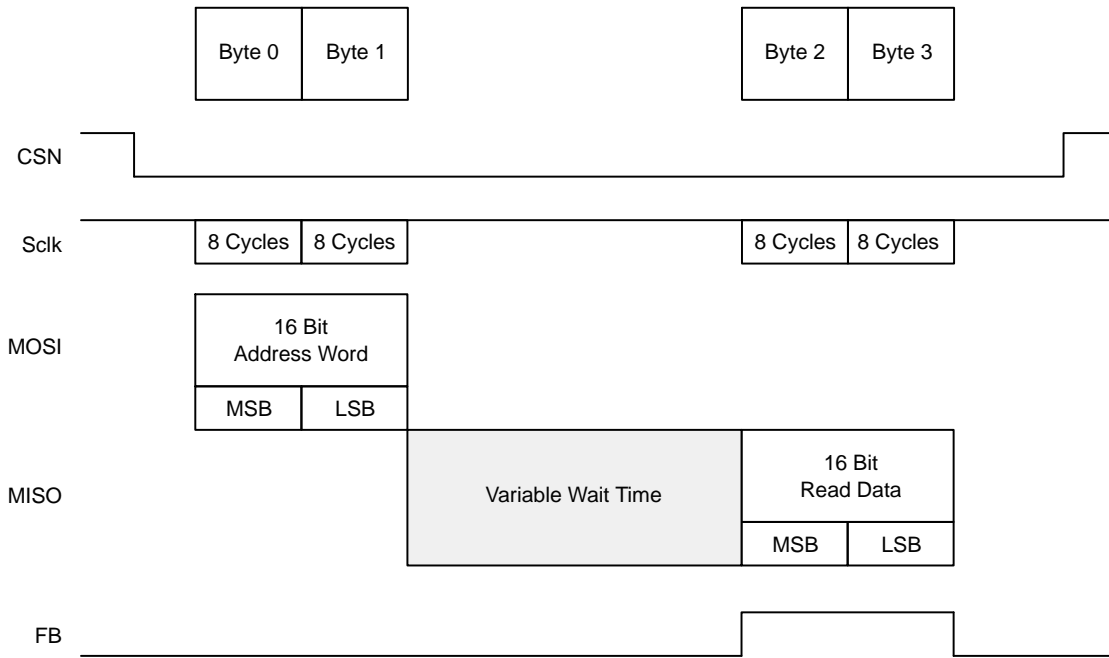 Byte 0
Byte 1
Byte 2
Byte 3
CSN
Sclk
8 Cycles
8 Cycles
8 Cycles
8 Cycles
MOSI
16 Bit
Address Word
MSB
LSB
MISO
Variable Wait Time
16 Bit
Read Data
MSB
LSB
FB